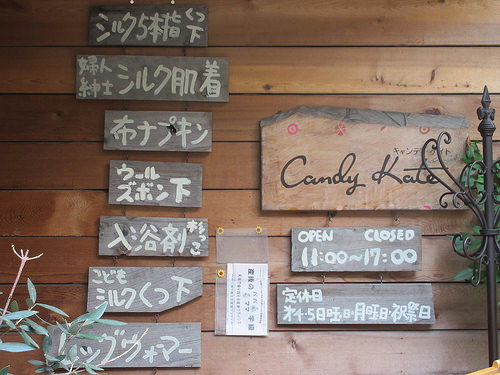 シルク5本指くつ下
婦人
紳士 シルク肌着
布ナプキン
ウール
ズボン下
入浴剤
こども
シルクくつ下
レッグウォーマー
キャンディケイト
Candy Kate
OPEN CLOSED
11:00〜17:00
定休日
オ4・5日曜日・月曜日・祝祭日